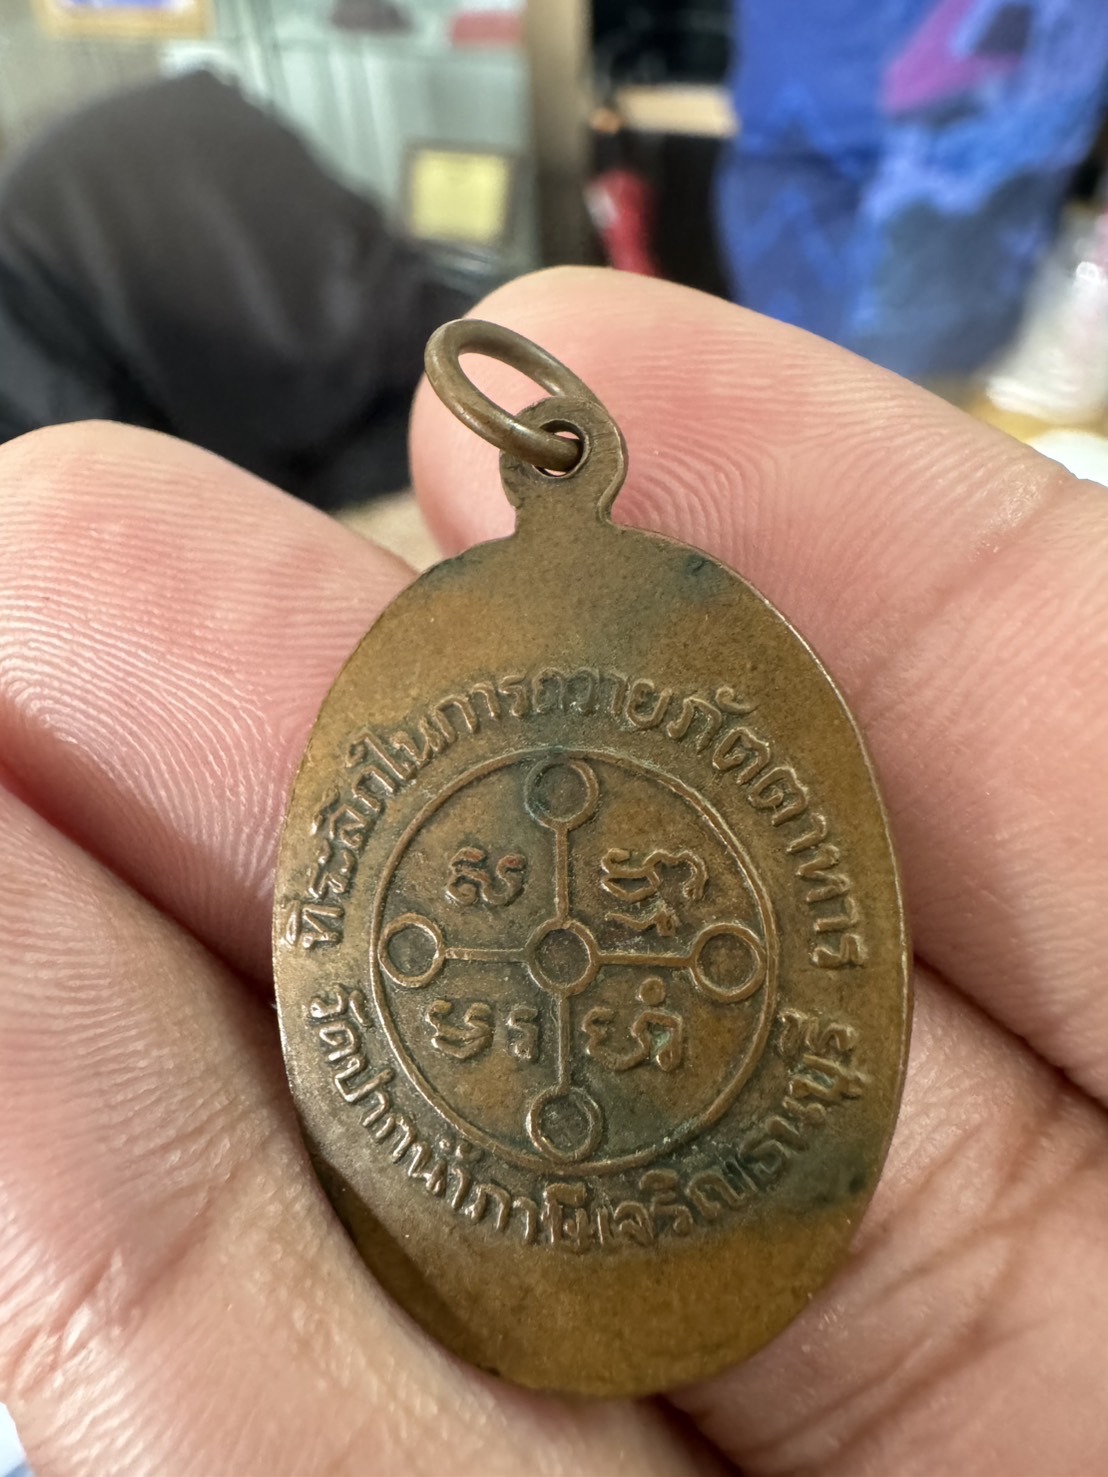 ที่ระลึกในการถวายภัตตาหาร
วัดปากน้ำภาษีเจริญธนบุรี